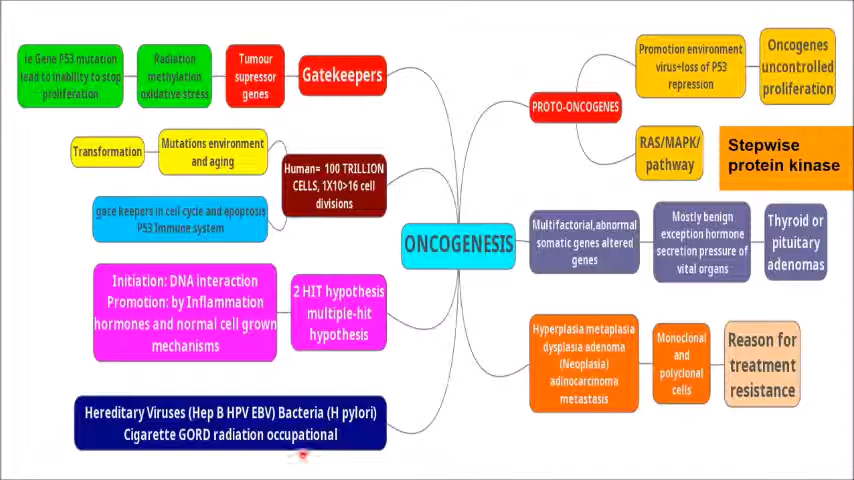 ie Gene P53 mutation
lead to inability to stop
proliferation
Radiation
methylation
oxidative stress
Tumour
supressor
genes
Gatekeepers
Transformation
Mutations environment
and aging
Human= 100 TRILLION
CELLS, 1X10>16 cell
divisions
gate keepers in cell cycle and apoptosis
P53 Immune system
Initiation: DNA interaction
Promotion: by Inflammation
hormones and normal cell grown
mechanisms
2 HIT hypothesis
multiple-hit
hypothesis
Hereditary Viruses (Hep B HPV EBV) Bacteria (H pylori)
Cigarette GORD radiation occupational
ONCOGENESIS
PROTO-ONCOGENES
Promotion environment
virus+loss of P53
repression
Oncogenes
uncontrolled
proliferation
RAS/MAPK/
pathway
Stepwise
protein kinase
Multifactorial,abnormal
somatic genes altered
genes
Mostly benign
exception hormone
secretion pressure of
vital organs
Thyroid or
pituitary
adenomas
Hyperplasia metaplasia
dysplasia adenoma
(Neoplasia)
adinocarcinoma
metastasis
Monoclonal
and
polyclonal
cells
Reason for
treatment
resistance